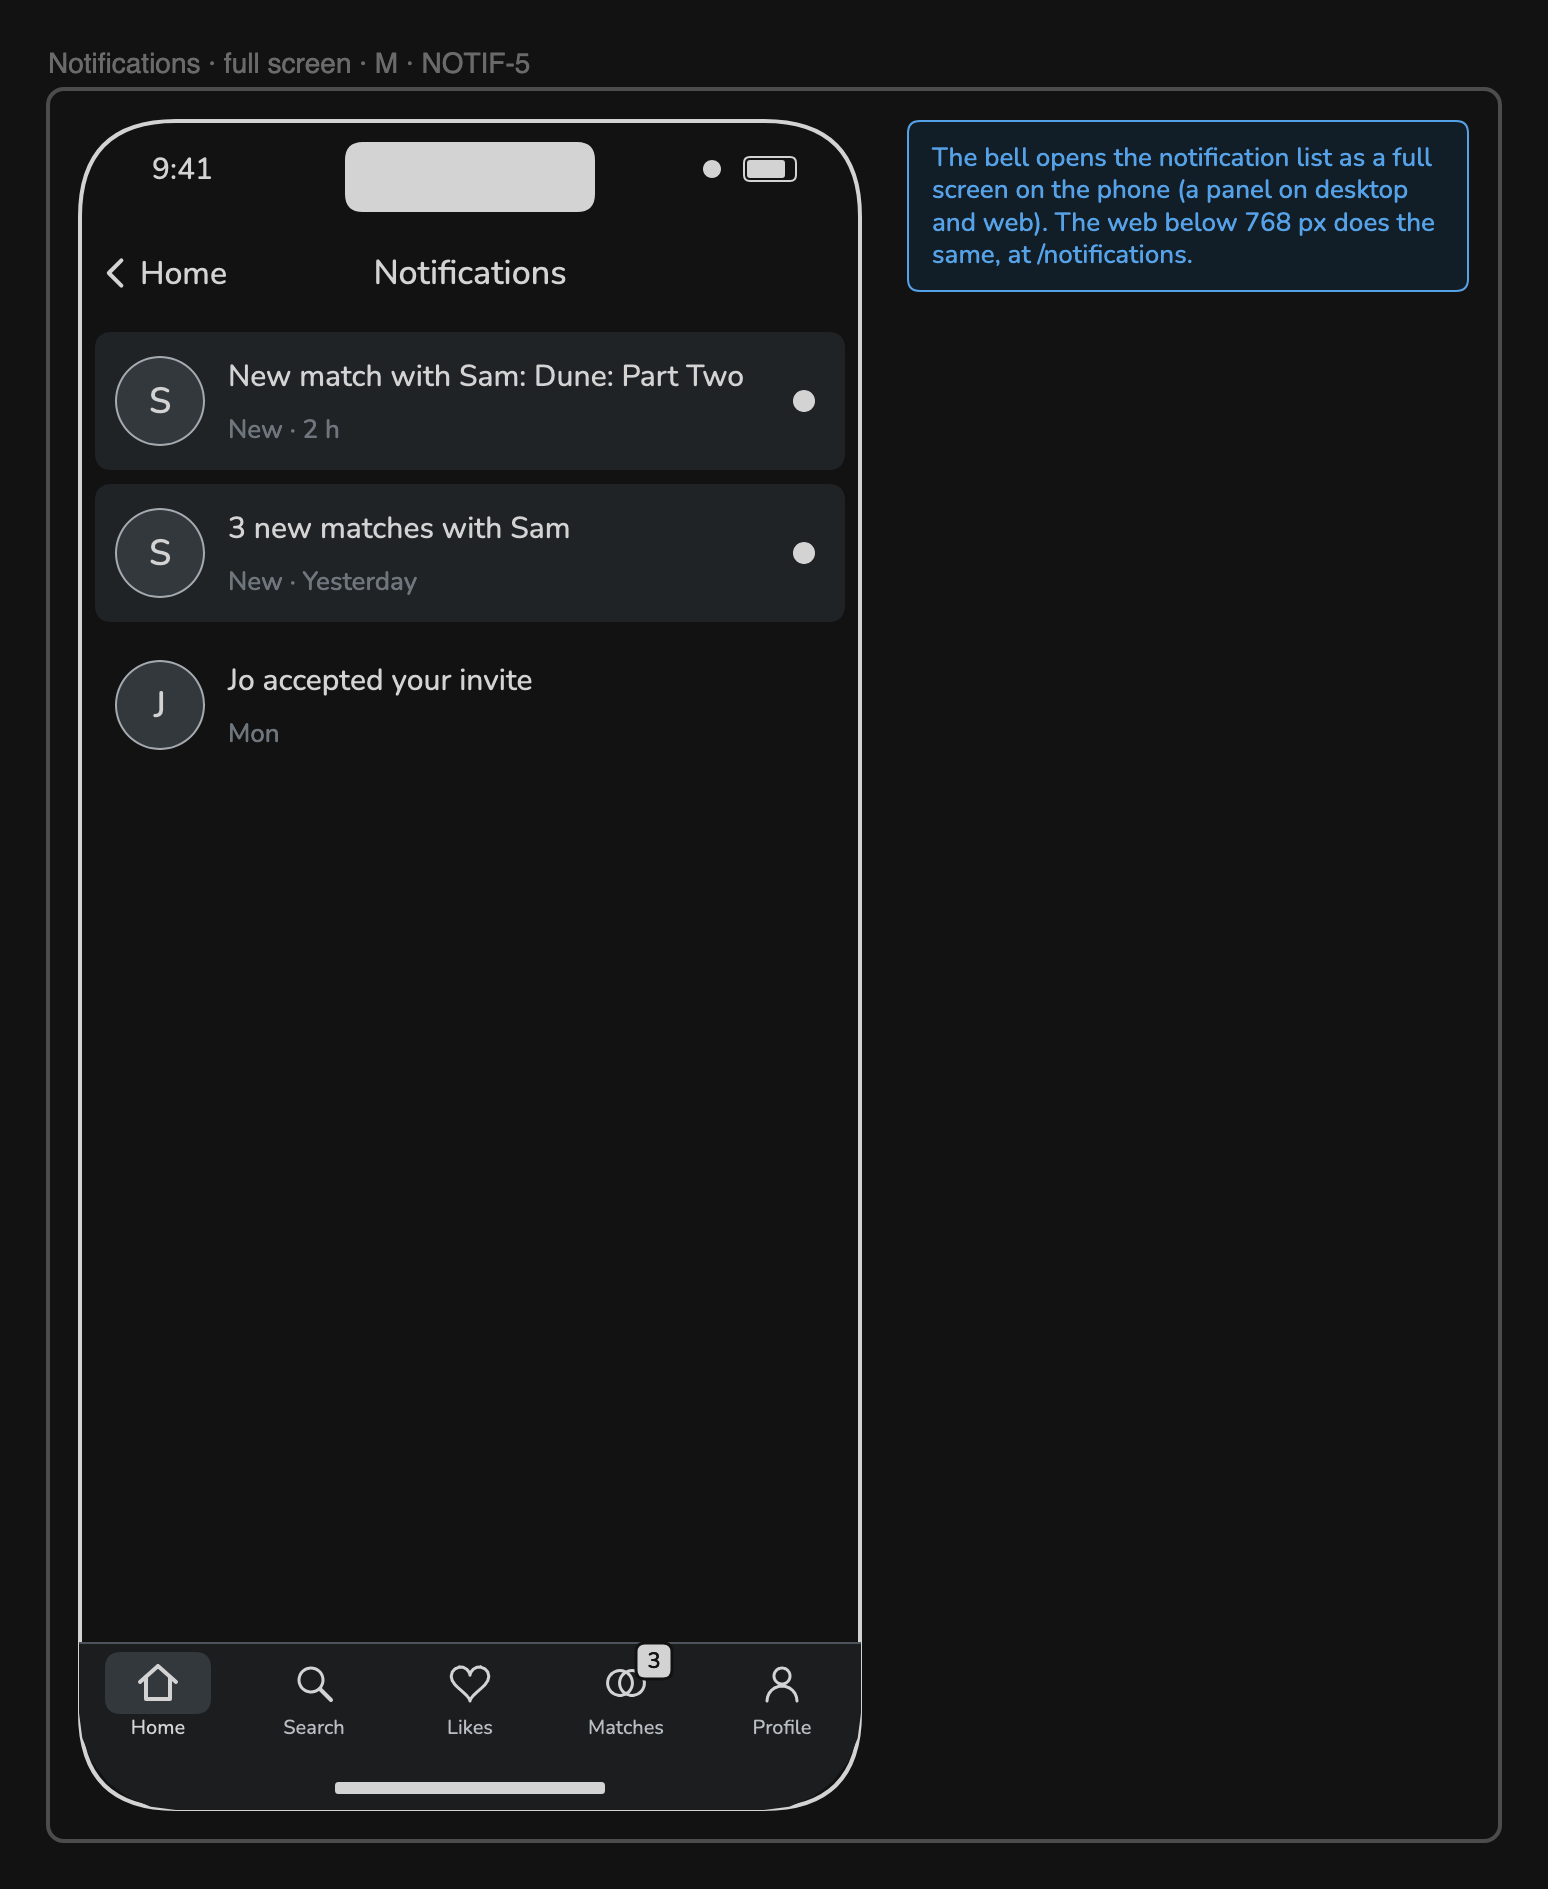 Notifications · full screen · M · NOTIF-5
9:41
The bell opens the notification list as a full
screen on the phone (a panel on desktop
and web). The web below 768 px does the
same, at /notifications.
Home
Notifications
S
New match with Sam: Dune: Part Two
New · 2 h
S
3 new matches with Sam
New · Yesterday
J
Jo accepted your invite
Mon
3
Home
Search
Likes
Matches
Profile